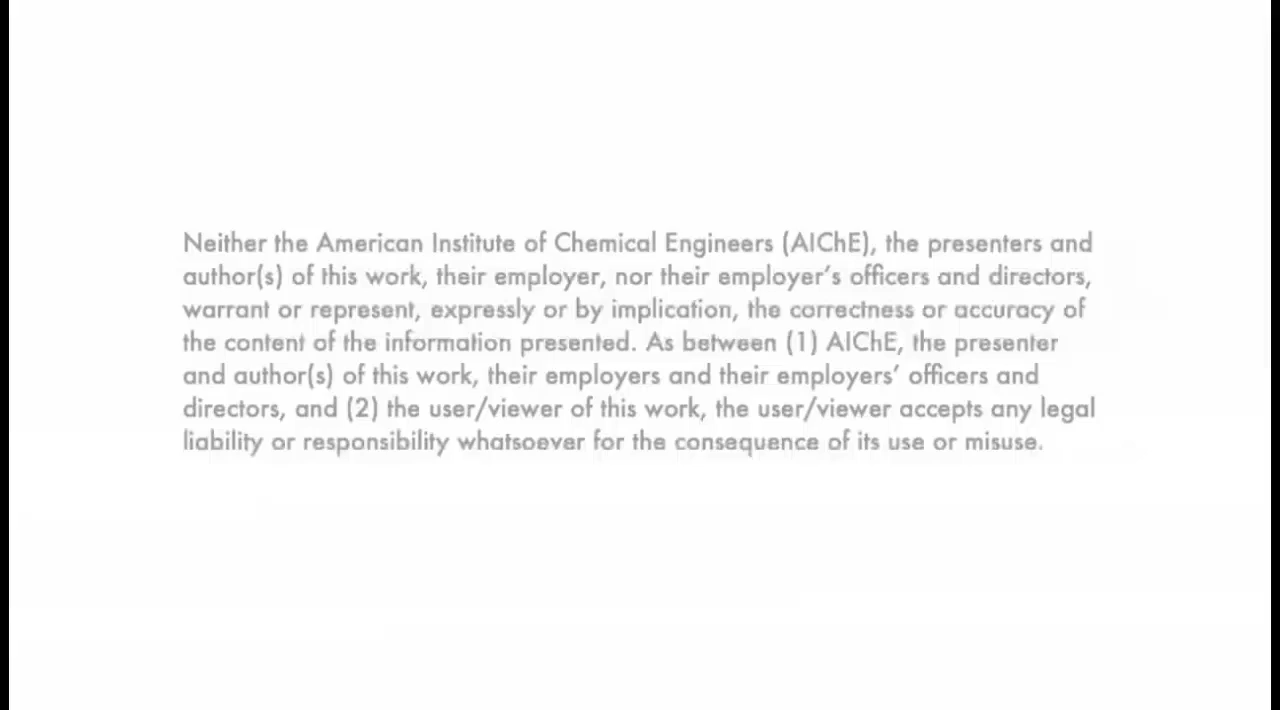 Neither the American Institute of Chemical Engineers (AIChE), the presenters and
author(s) of this work, their employer, nor their employer's officers and directors,
warrant or represent, expressly or by implication, the correctness or accuracy of
the content of the information presented. As between (1) AIChE, the presenter
and author(s) of this work, their employers and their employers' officers and
directors, and (2) the user/viewer of this work, the user/viewer accepts any legal
liability or responsibility whatsoever for the consequence of its use or misuse.